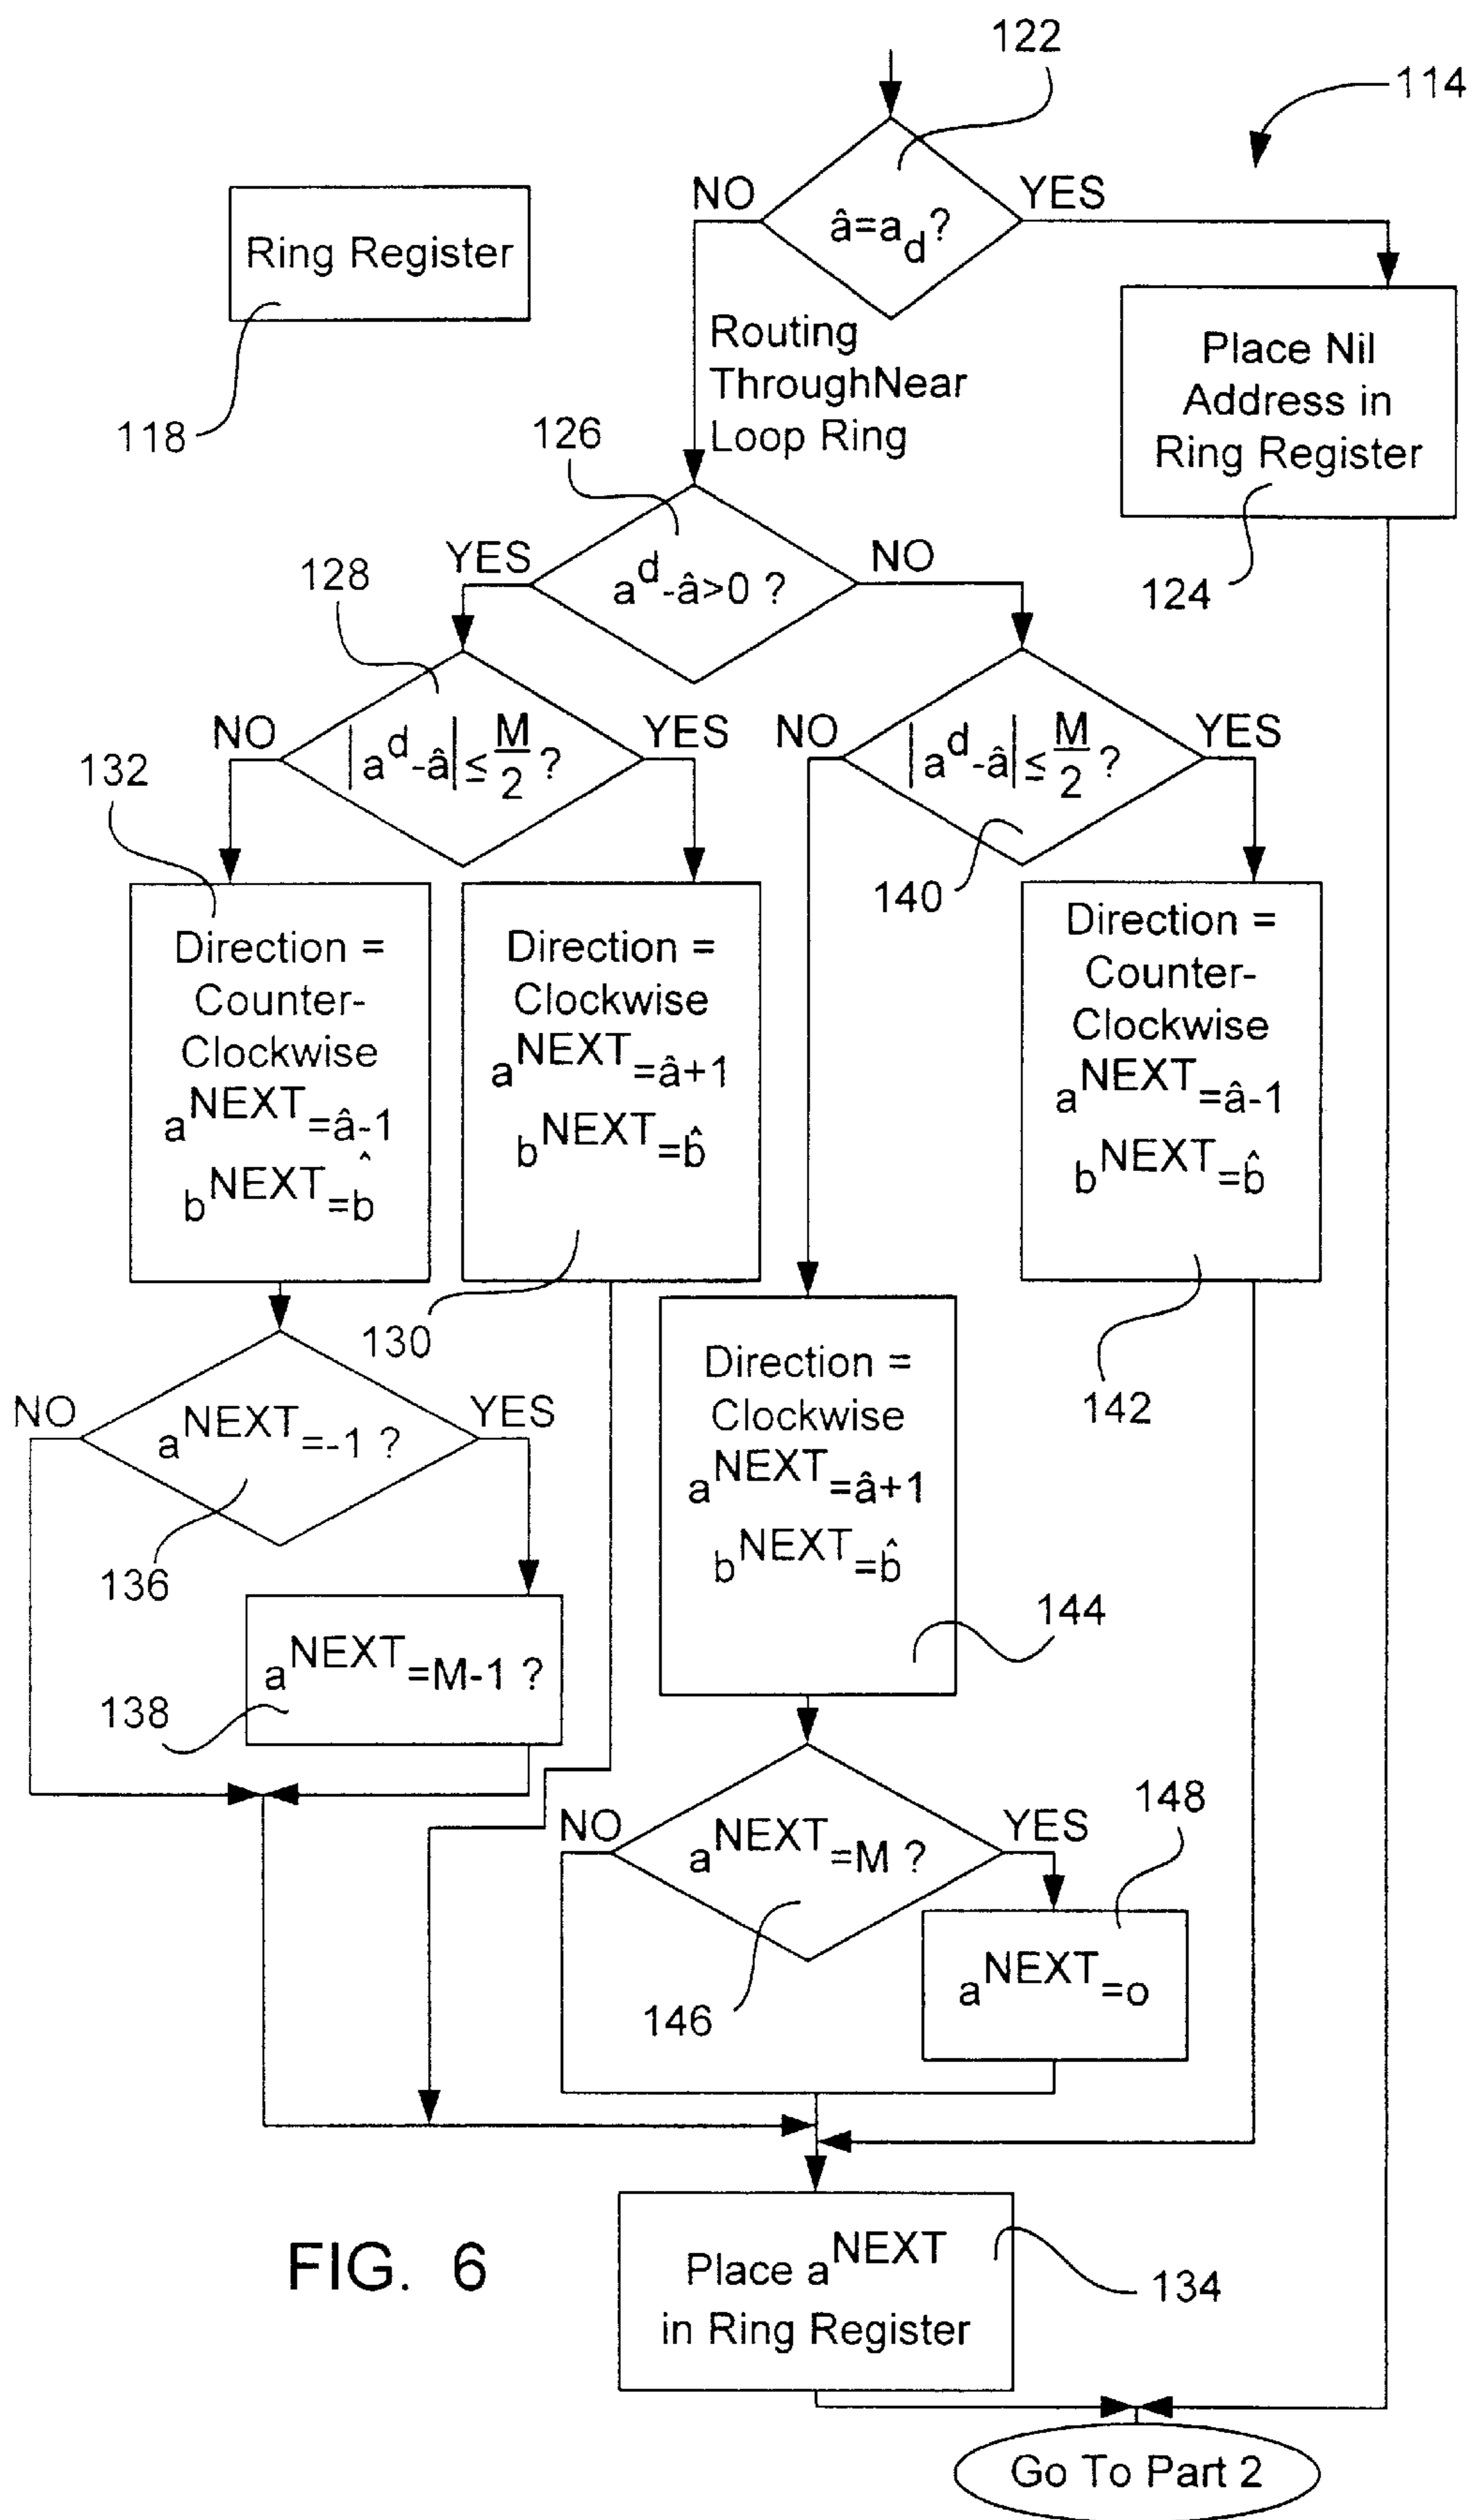 122
114
NO
YES
â=a_d?
Ring Register
118
Routing
ThroughNear
Loop Ring
Place Nil
Address in
Ring Register
124
126
YES
NO
a^d-â>0 ?
128
NO
YES
|a^d-â|≤M/2?
NO
YES
|a^d-â|≤M/2?
132
140
Direction =
Counter-
Clockwise
a^NEXT=â-1
b^NEXT=b̂
Direction =
Clockwise
a^NEXT=â+1
b^NEXT=b̂
Direction =
Counter-
Clockwise
a^NEXT=â-1
b^NEXT=b̂
130
142
NO
YES
a^NEXT=-1 ?
136
Direction =
Clockwise
a^NEXT=â+1
b^NEXT=b̂
144
a^NEXT=M-1 ?
138
NO
YES
a^NEXT=M ?
148
146
a^NEXT=o
FIG. 6
Place a^NEXT
in Ring Register
134
Go To Part 2